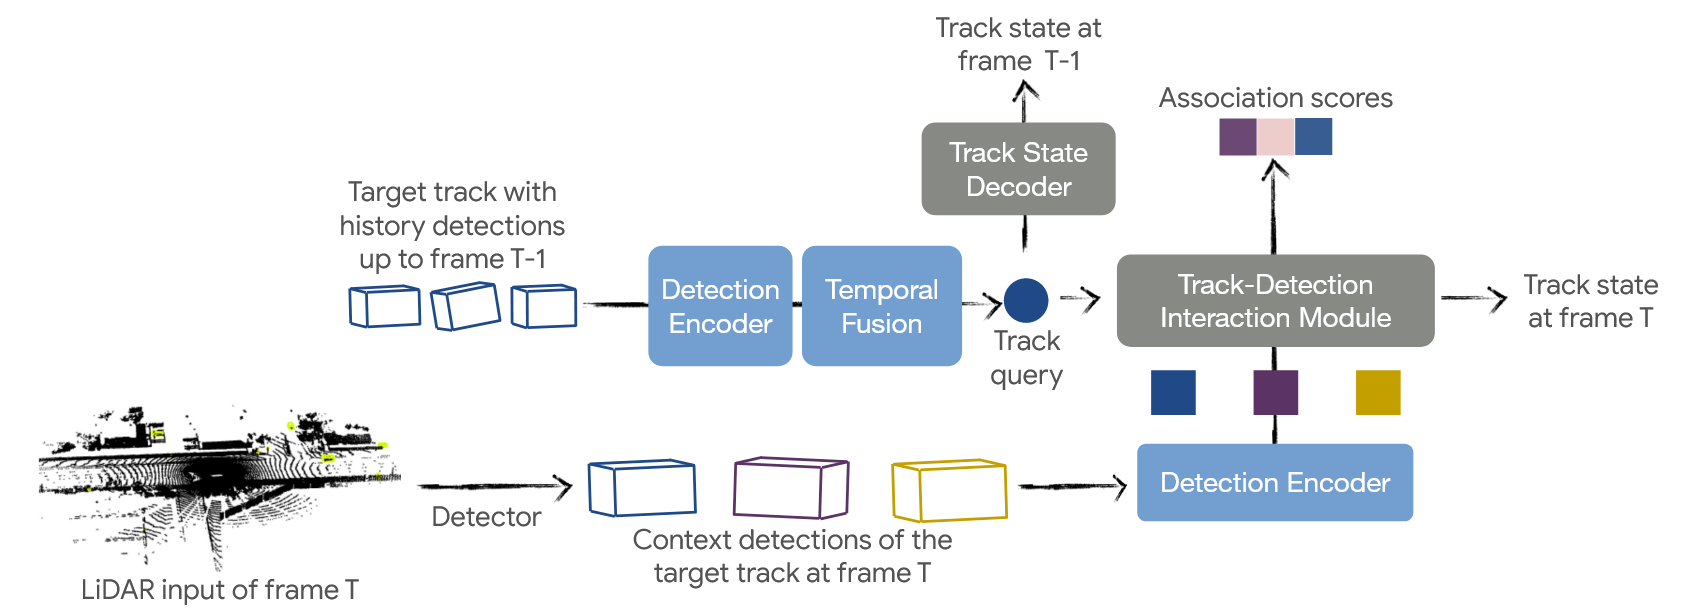 Track state at
frame T-1
Association scores
Track State
Decoder
Target track with
history detections
up to frame T-1
Detection
Encoder
Temporal
Fusion
Track
query
Track-Detection
Interaction Module
Track state
at frame T
Detection Encoder
Detector
Context detections of the
target track at frame T
LiDAR input of frame T